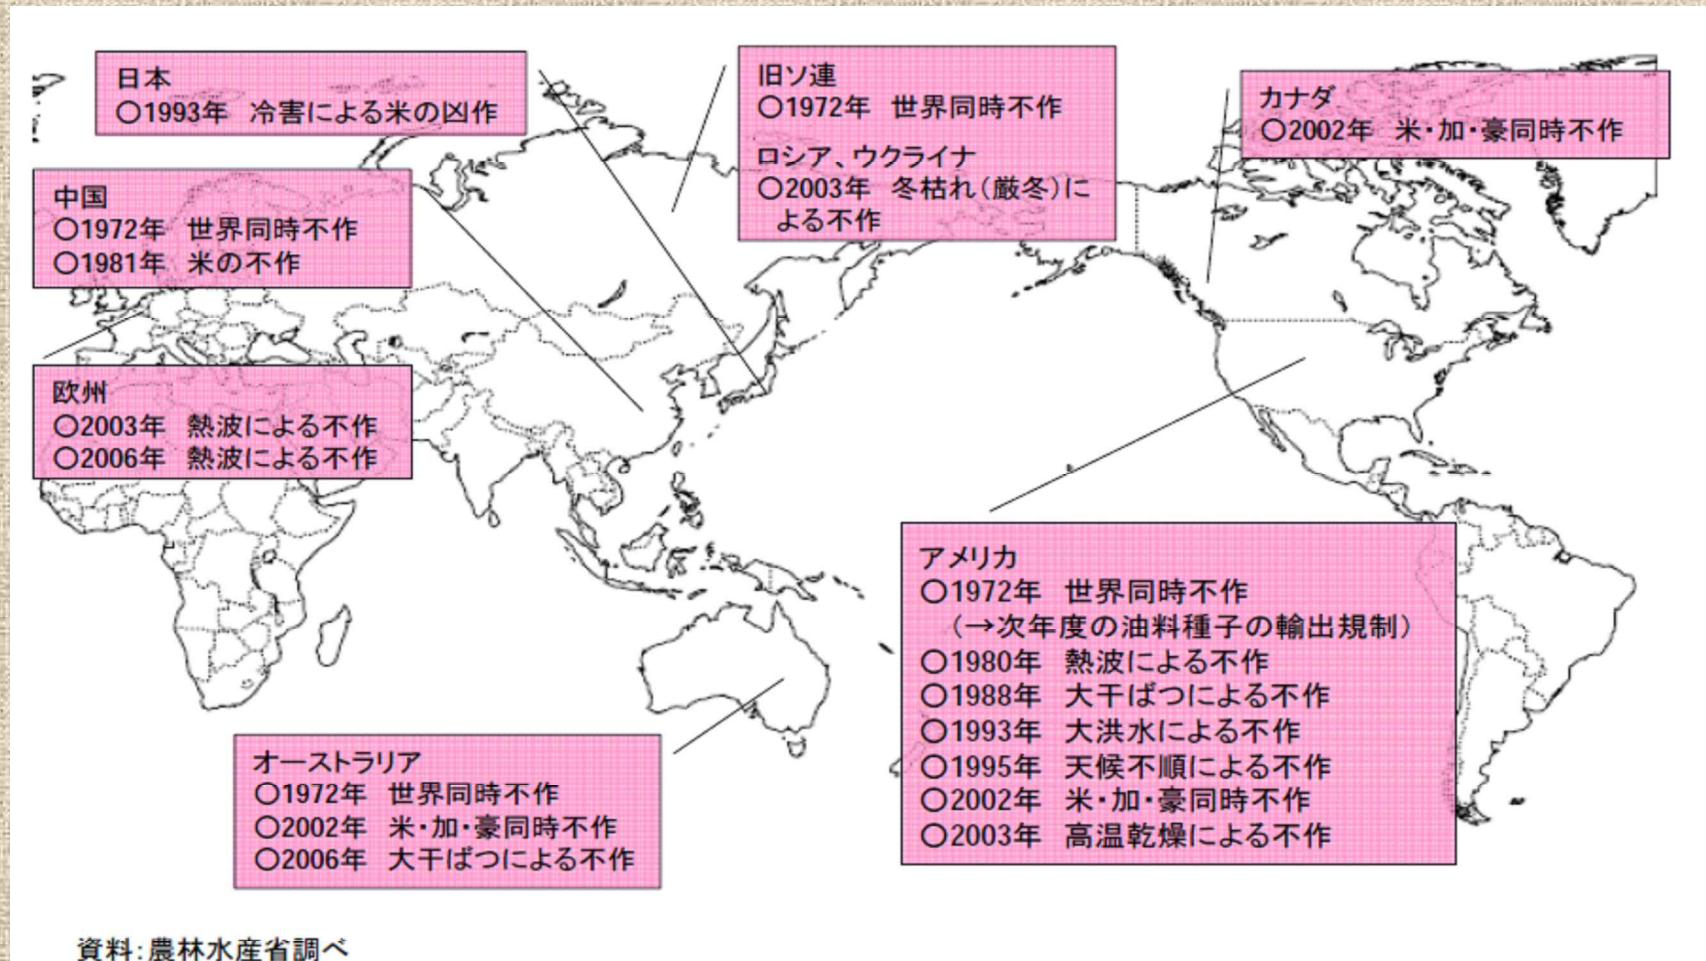 日本
○1993年　冷害による米の凶作
旧ソ連
○1972年　世界同時不作
ロシア、ウクライナ
○2003年　冬枯れ（厳冬）に
よる不作
カナダ
○2002年　米・加・豪同時不作
中国
○1972年　世界同時不作
○1981年　米の不作
欧州
○2003年　熱波による不作
○2006年　熱波による不作
アメリカ
○1972年　世界同時不作
（→次年度の油料種子の輸出規制）
○1980年　熱波による不作
○1988年　大干ばつによる不作
○1993年　大洪水による不作
○1995年　天候不順による不作
○2002年　米・加・豪同時不作
○2003年　高温乾燥による不作
オーストラリア
○1972年　世界同時不作
○2002年　米・加・豪同時不作
○2006年　大干ばつによる不作
資料：農林水産省調べ